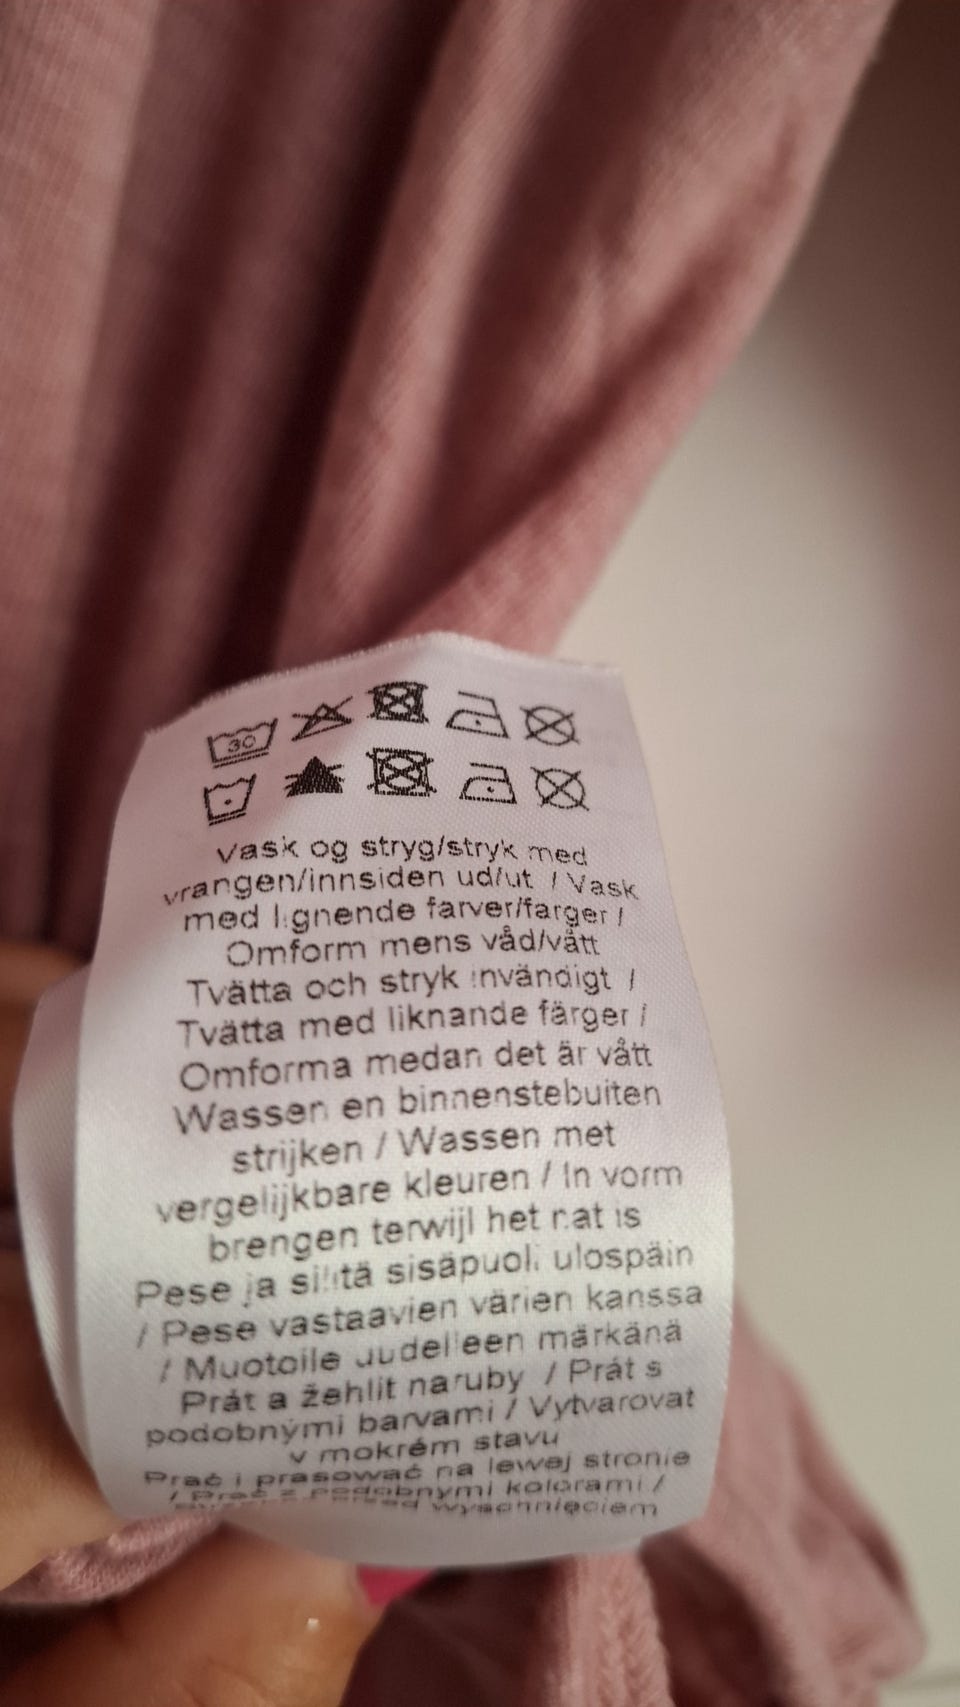 30
Vask og stryg/stryk med
vrangen/innsiden ud/ut / Vask
med lignende farver/farger /
Omform mens våd/vått
Tvätta och stryk invändigt /
Tvätta med liknande färger /
Omforma medan det är vått
Wassen en binnenstebuiten
strijken / Wassen met
vergelijkbare kleuren / In vorm
brengen terwijl het nat is
Pese ja silitä sisäpuoli ulospäin
/ Pese vastaavien värien kanssa
/ Muotoile uudelleen märkänä
Prát a žehlit naruby / Prát s
podobnými barvami / Vytvarovat
v mokrém stavu
Prać i prasować na lewej stronie
/ Prać z podobnymi kolorami /
wyschnięciem